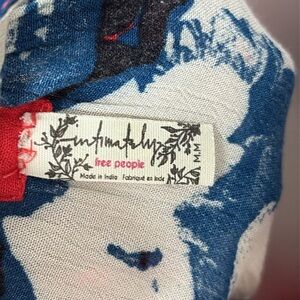 intimately
free people
Made in India Fabriqué en Inde
M.M